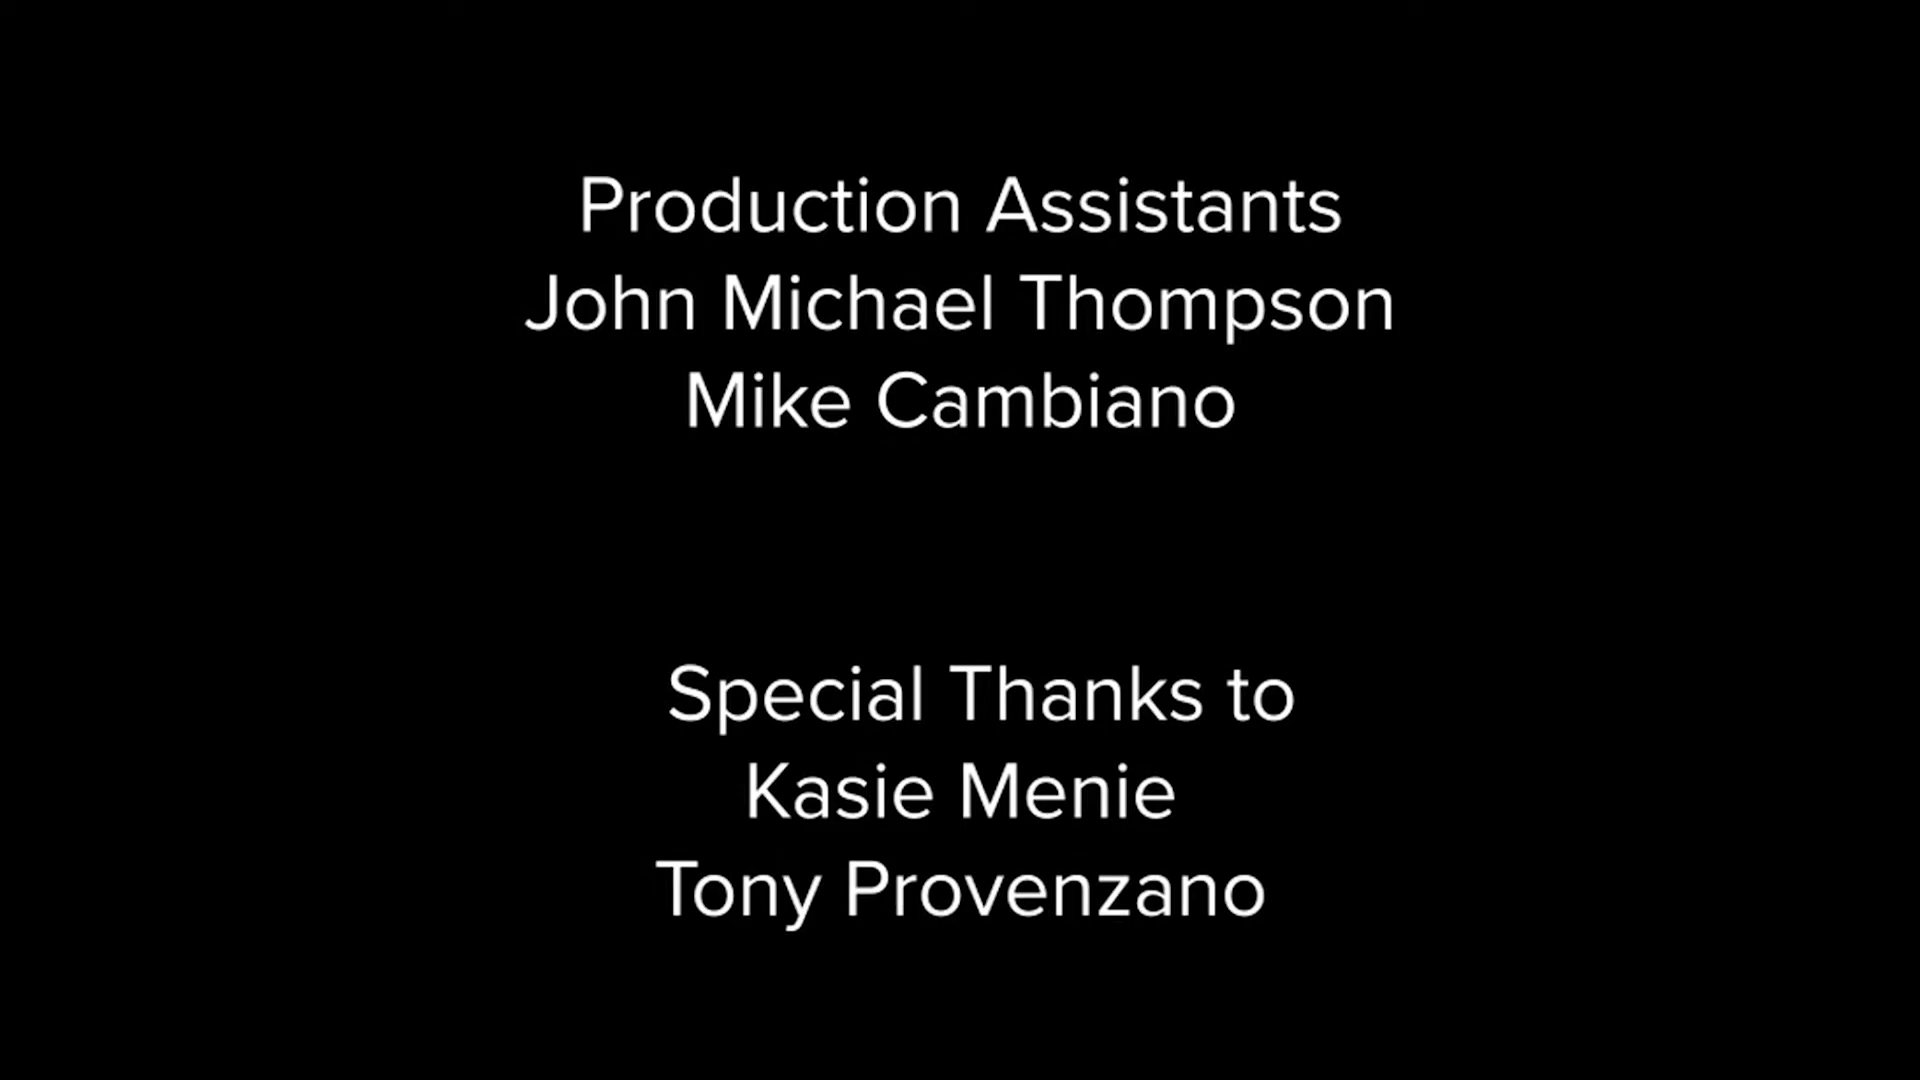 Production Assistants
John Michael Thompson
Mike Cambiano
Special Thanks to
Kasie Menie
Tony Provenzano